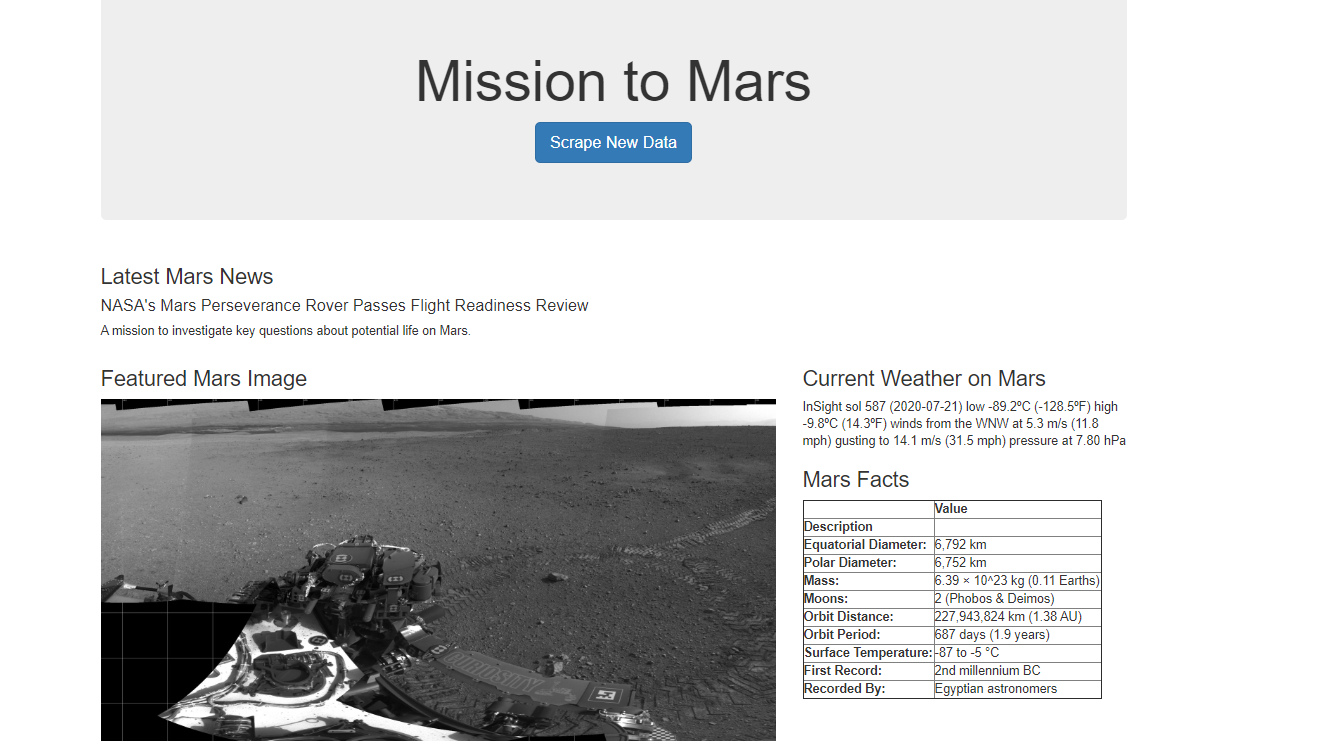 Mission to Mars
Scrape New Data
Latest Mars News
NASA's Mars Perseverance Rover Passes Flight Readiness Review
A mission to investigate key questions about potential life on Mars.
Featured Mars Image
Current Weather on Mars
InSight sol 587 (2020-07-21) low -89.2ºC (-128.5ºF) high
-9.8ºC (14.3ºF) winds from the WNW at 5.3 m/s (11.8
mph) gusting to 14.1 m/s (31.5 mph) pressure at 7.80 hPa
Mars Facts
Value
Description
Equatorial Diameter: 6,792 km
Polar Diameter: 6,752 km
Mass: 6.39 × 10^23 kg (0.11 Earths)
Moons: 2 (Phobos & Deimos)
Orbit Distance: 227,943,824 km (1.38 AU)
Orbit Period: 687 days (1.9 years)
Surface Temperature: -87 to -5 °C
First Record: 2nd millennium BC
Recorded By: Egyptian astronomers